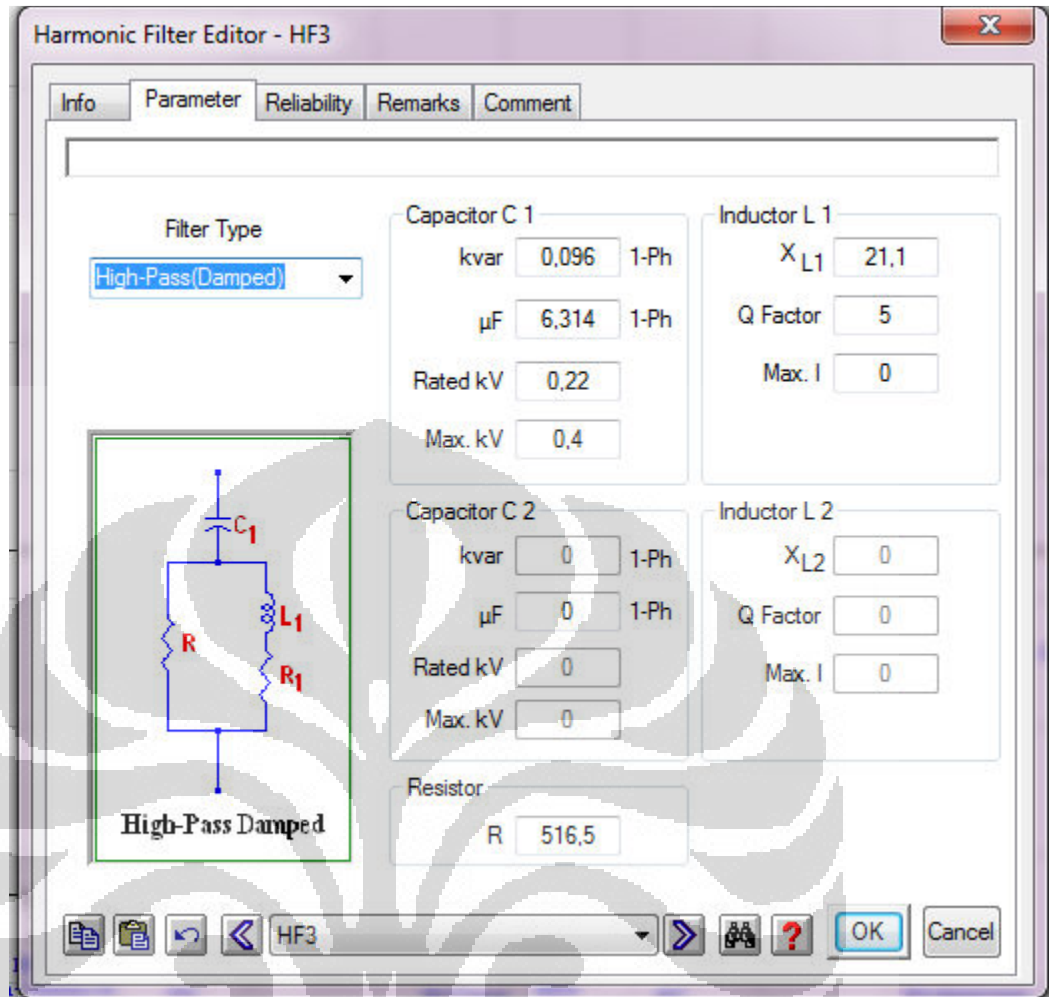 Harmonic Filter Editor - HF3
Info Parameter Reliability Remarks Comment
Filter Type
High-Pass(Damped)
Capacitor C 1
kvar 0,096 1-Ph
µF 6,314 1-Ph
Rated kV 0,22
Max. kV 0,4
Inductor L 1
XL1 21,1
Q Factor 5
Max. I 0
C1
R
L1
R1
High-Pass Damped
Capacitor C 2
kvar 0 1-Ph
µF 0 1-Ph
Rated kV 0
Max. kV 0
Inductor L 2
XL2 0
Q Factor 0
Max. I 0
Resistor
R 516,5
HF3
?
OK
Cancel